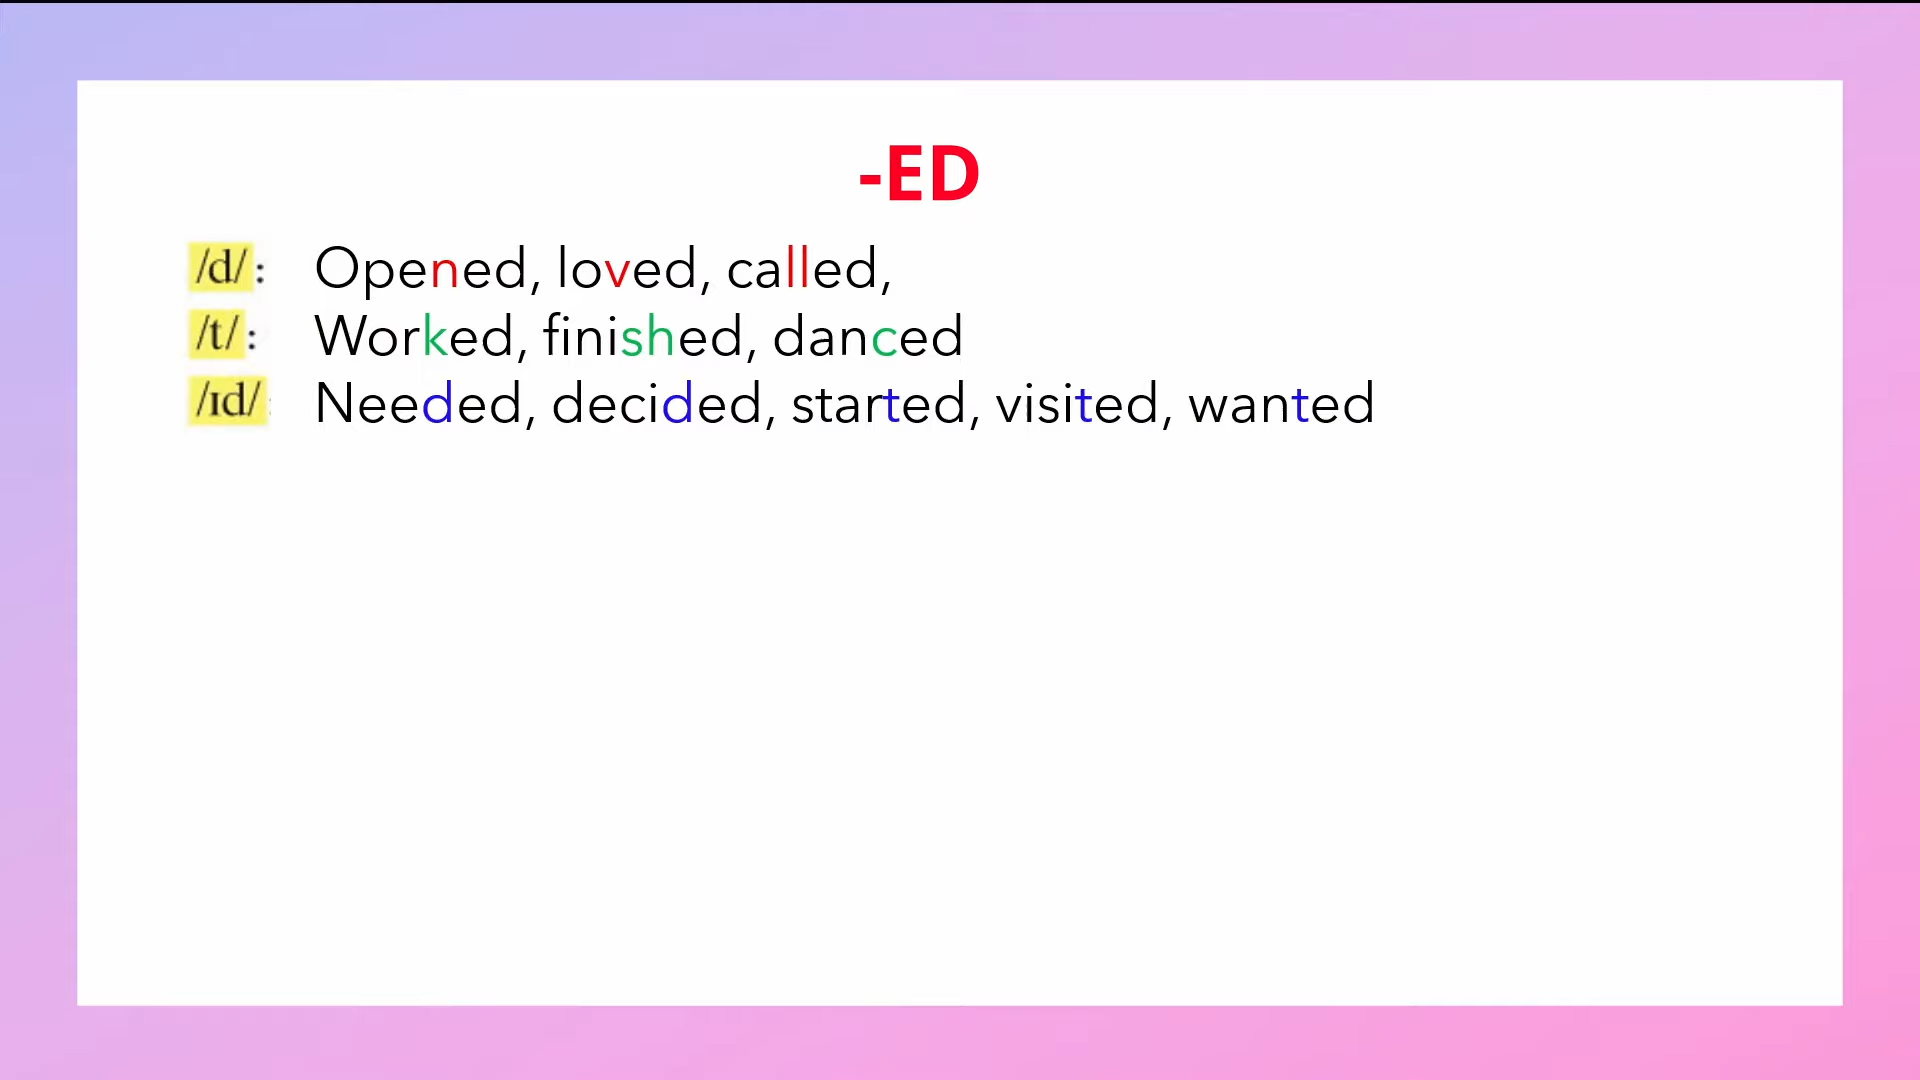 -ED
/d/: Opened, loved, called,
/t/: Worked, finished, danced
/ɪd/: Needed, decided, started, visited, wanted